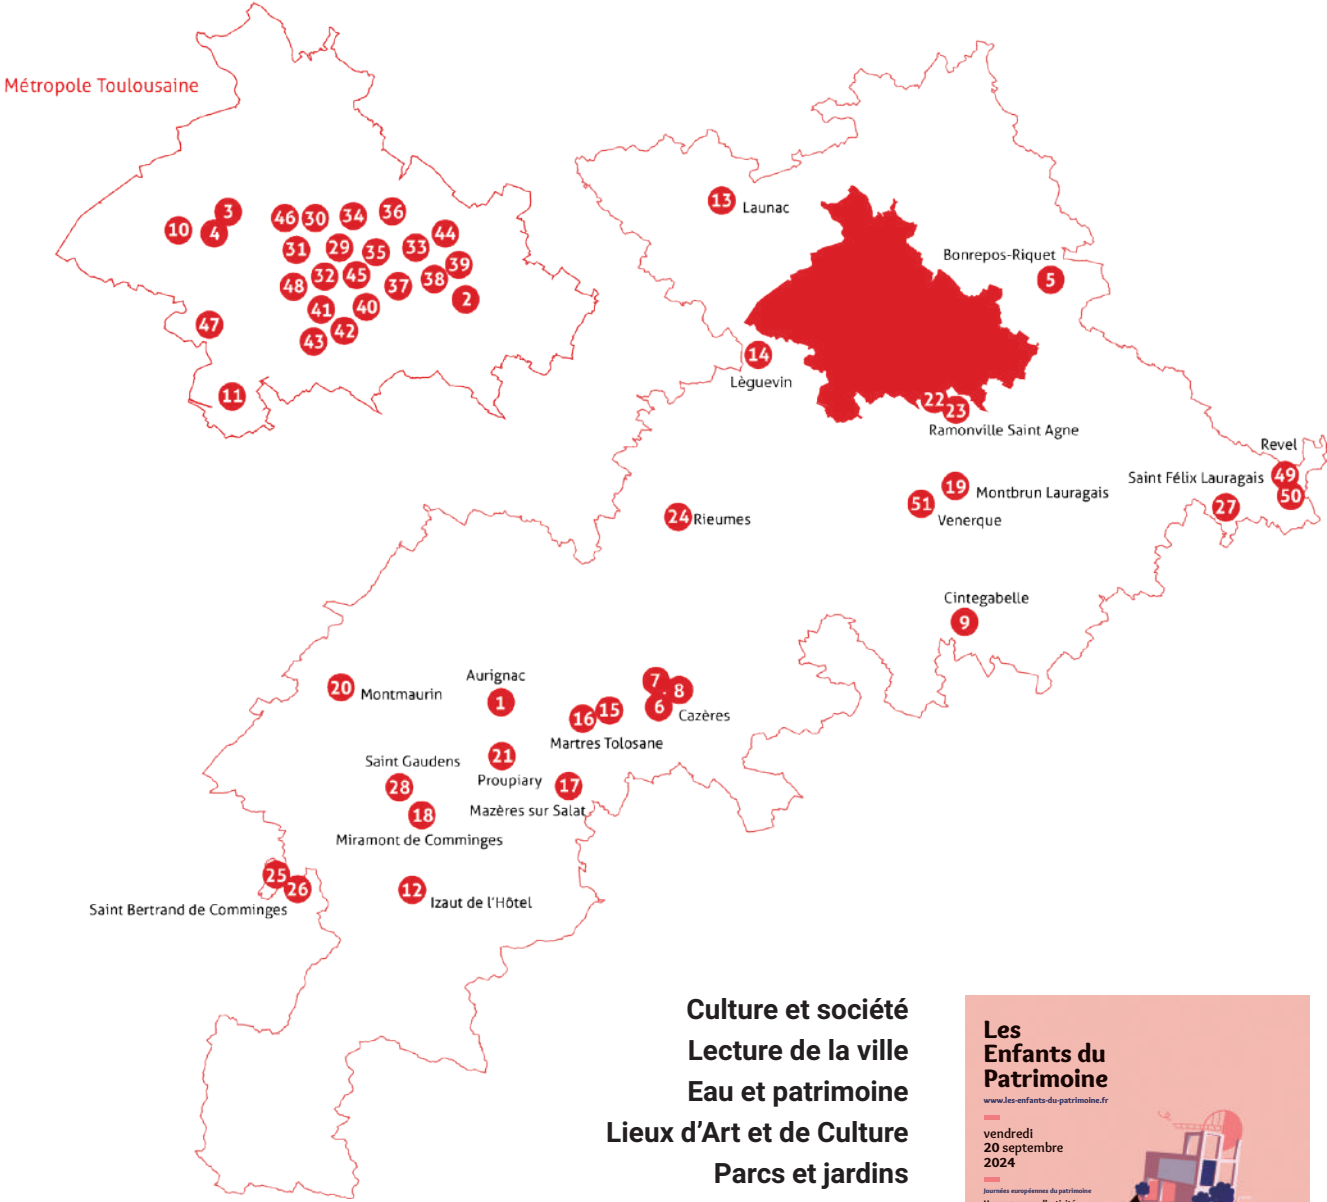 Métropole Toulousaine
3
10
4
46
30
34
36
44
31
29
35
33
39
48
32
45
37
38
2
41
40
47
43
42
11
13
Launac
Bonrepos-Riquet
5
14
Lèguevin
22
23
Ramonville Saint Agne
Revel
49
50
Saint Félix Lauragais
27
19
Montbrun Lauragais
51
Venerque
24
Rieumes
Cintegabelle
9
20
Montmaurin
Aurignac
1
7
8
6
Cazères
16
15
Martres Tolosane
21
Proupiary
Saint Gaudens
28
17
Mazères sur Salat
18
Miramont de Comminges
25
26
Saint Bertrand de Comminges
12
Izaut de l'Hôtel
Culture et société
Lecture de la ville
Eau et patrimoine
Lieux d'Art et de Culture
Parcs et jardins
Les
Enfants du
Patrimoine
www.les-enfants-du-patrimoine.fr
vendredi
20 septembre
2024
Journées européennes du patrimoine